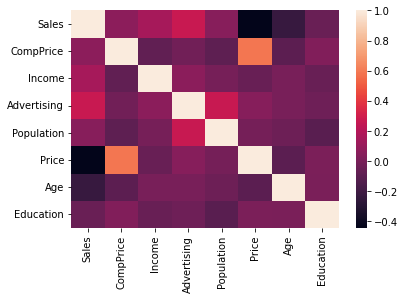 Sales
CompPrice
Income
Advertising
Population
Price
Age
Education
Sales
CompPrice
Income
Advertising
Population
Price
Age
Education
1.0
0.8
0.6
0.4
0.2
0.0
−0.2
−0.4